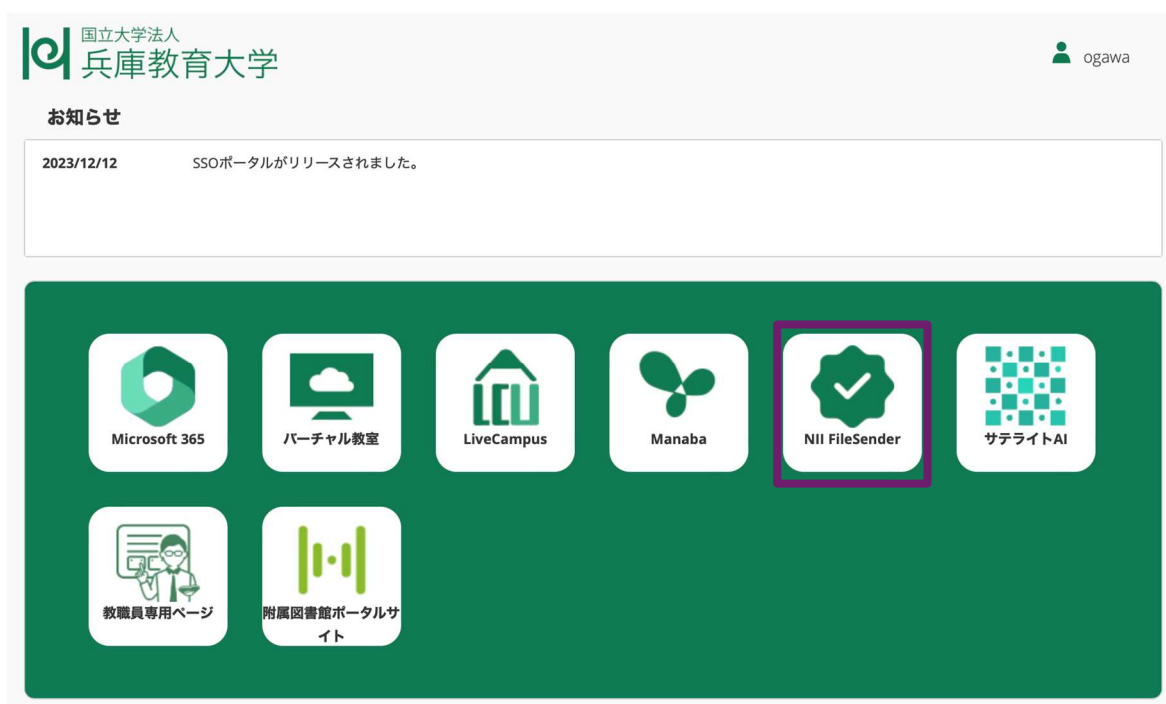 国立大学法人
兵庫教育大学
ogawa
お知らせ
2023/12/12 SSOポータルがリリースされました。
Microsoft 365
バーチャル教室
LiveCampus
Manaba
NII FileSender
サテライトAI
教職員専用ページ
附属図書館ポータルサ
イト